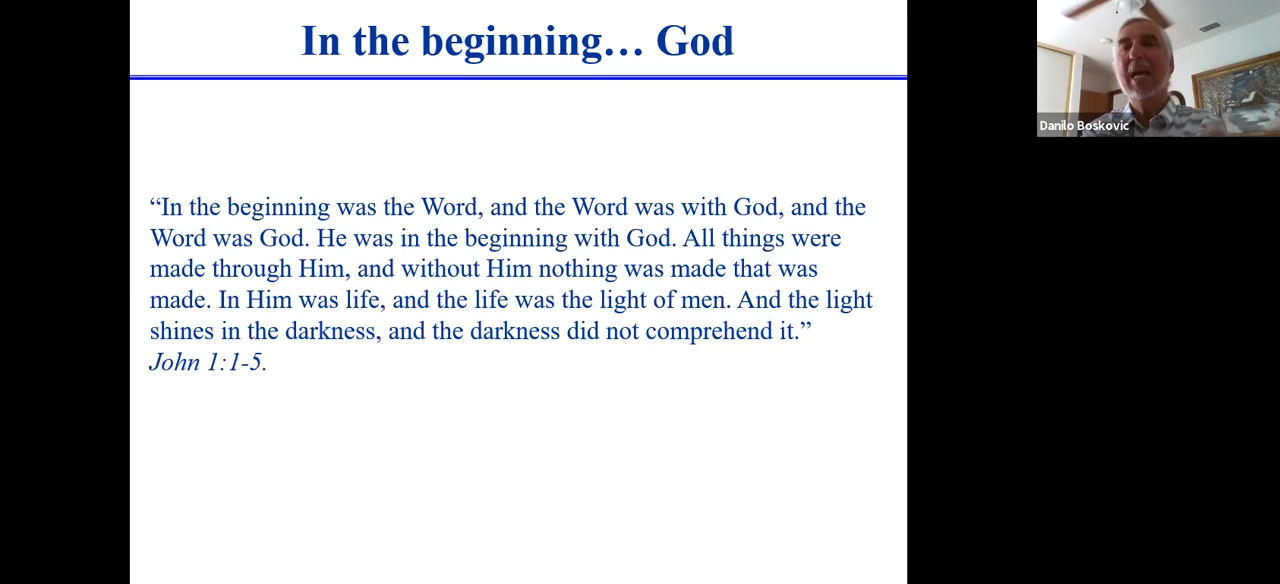 In the beginning… God
“In the beginning was the Word, and the Word was with God, and the
Word was God. He was in the beginning with God. All things were
made through Him, and without Him nothing was made that was
made. In Him was life, and the life was the light of men. And the light
shines in the darkness, and the darkness did not comprehend it.”
John 1:1-5.
Danilo Boskovic